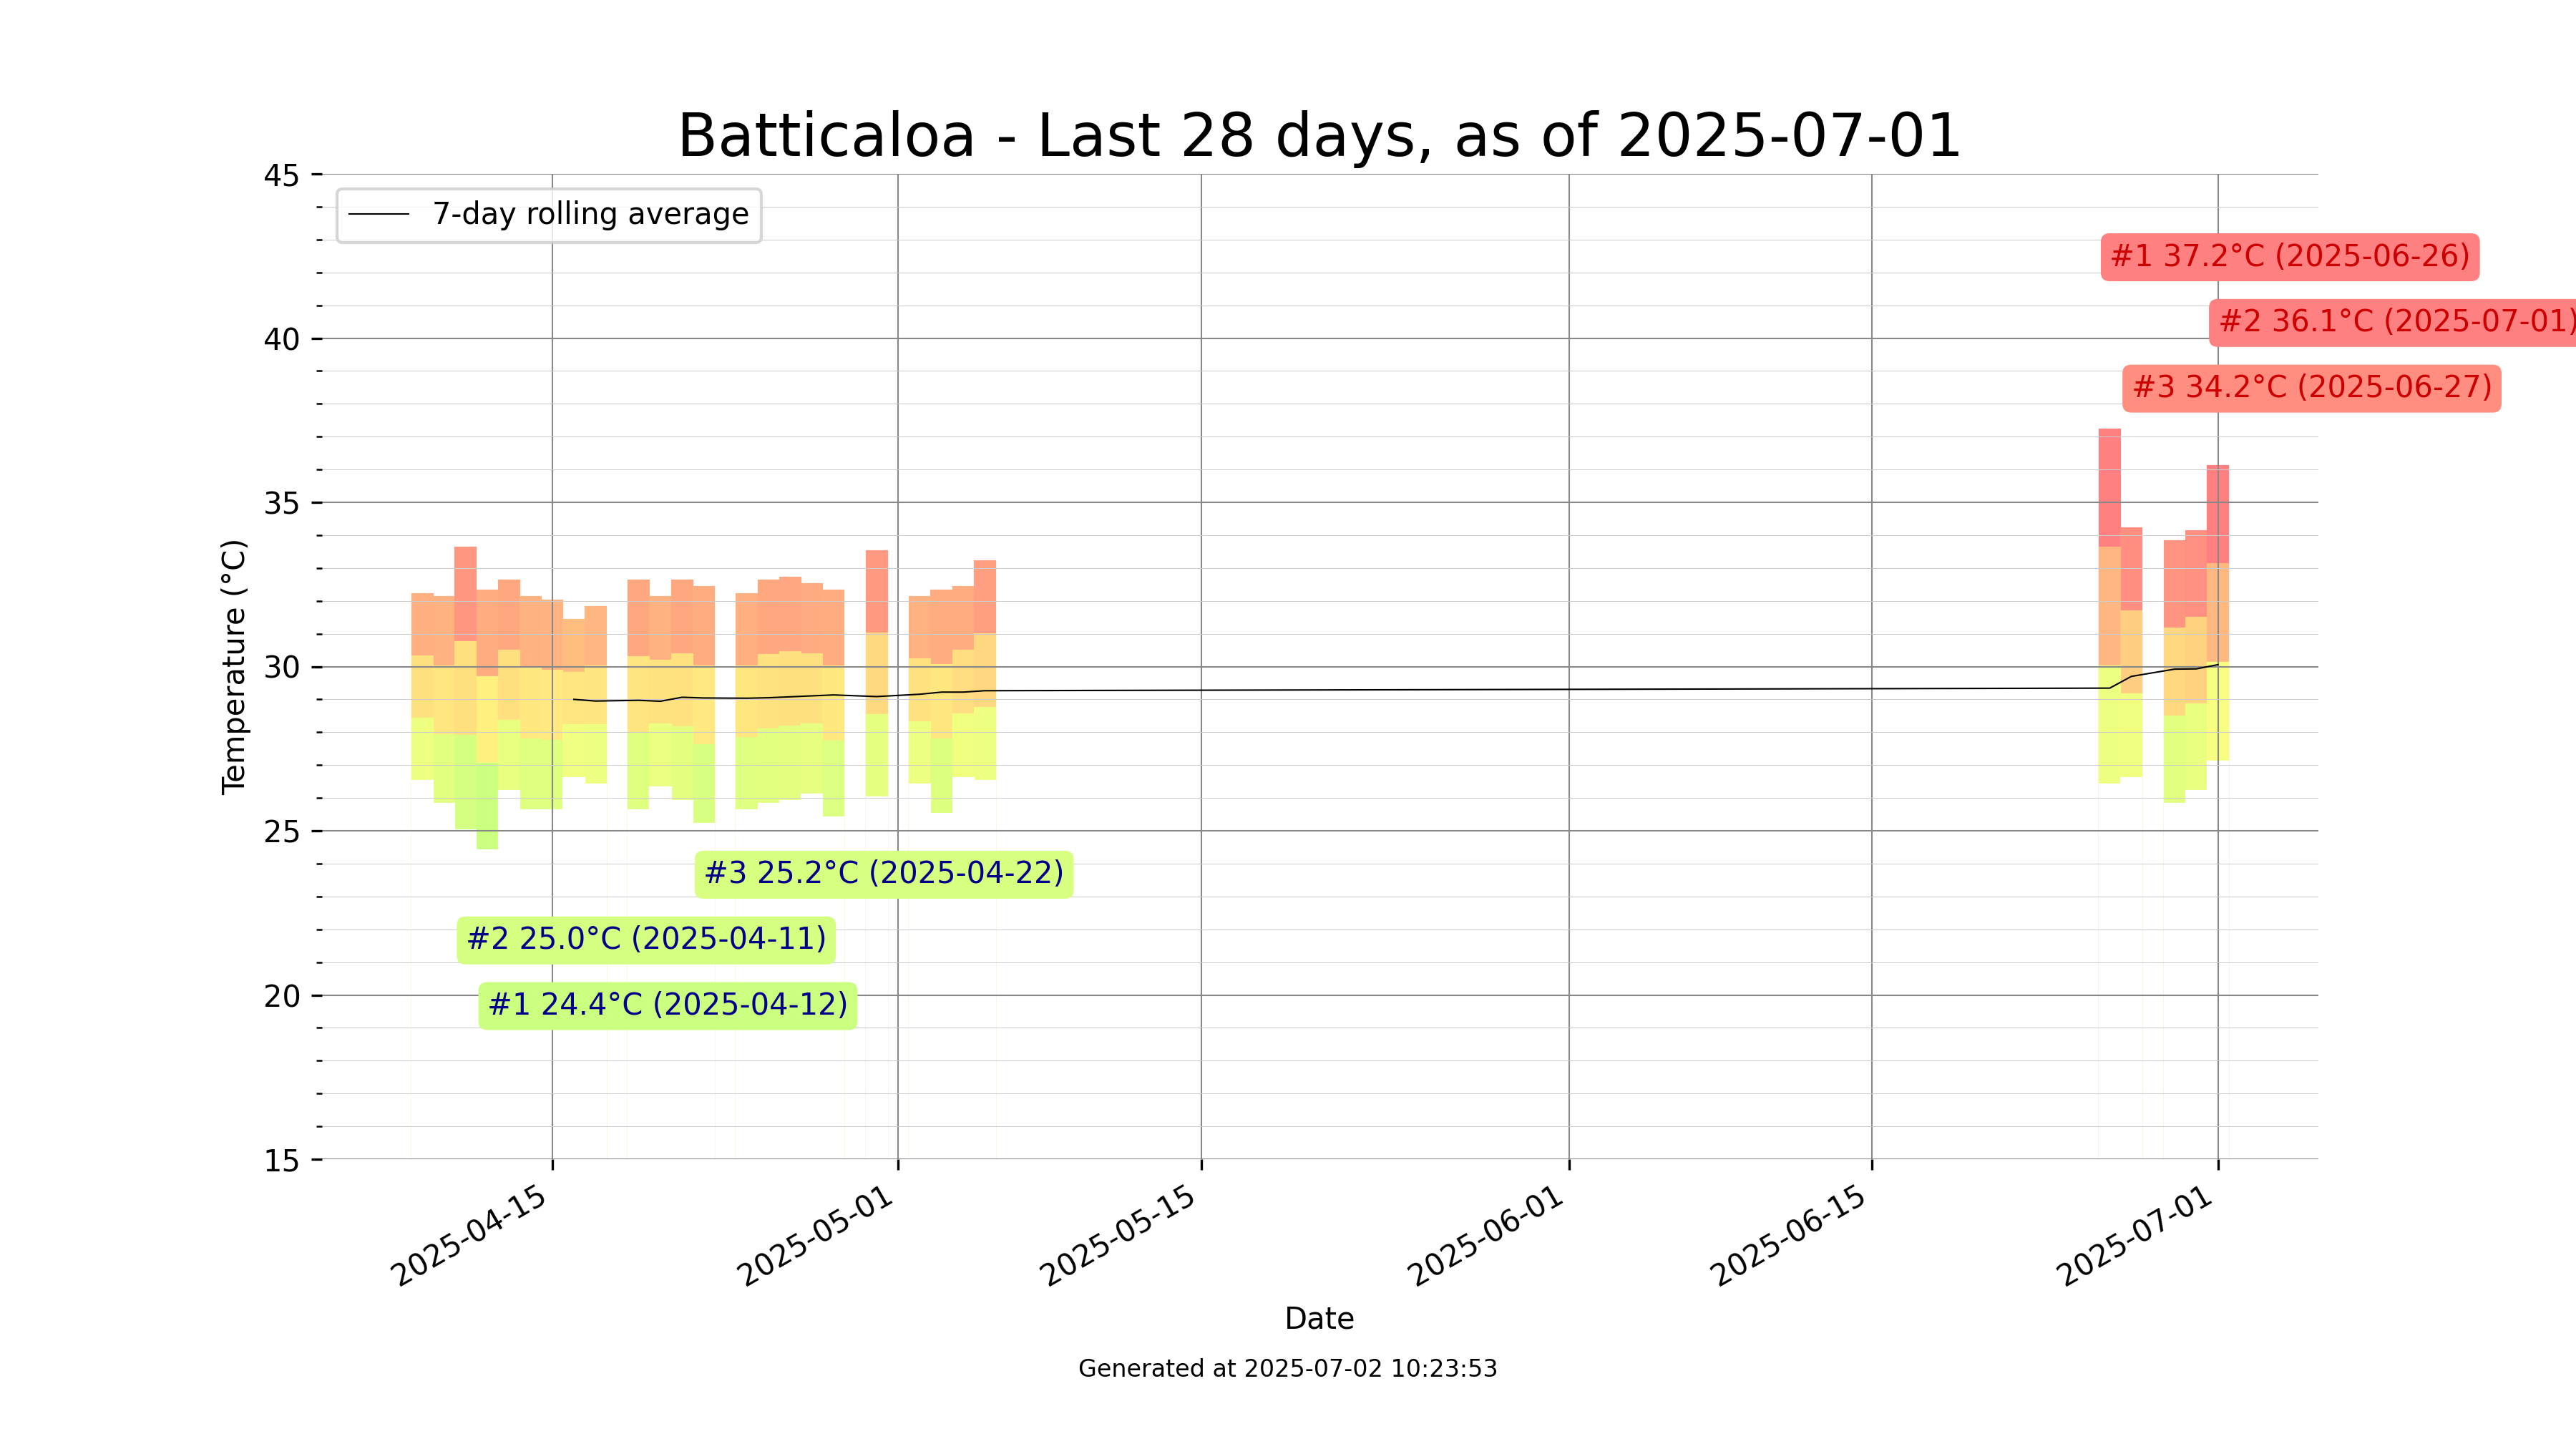 Batticaloa - Last 28 days, as of 2025-07-01
45
40
35
30
25
20
15
Temperature (°C)
7-day rolling average
#1 37.2°C (2025-06-26)
#2 36.1°C (2025-07-01)
#3 34.2°C (2025-06-27)
#3 25.2°C (2025-04-22)
#2 25.0°C (2025-04-11)
#1 24.4°C (2025-04-12)
2025-04-15
2025-05-01
2025-05-15
2025-06-01
2025-06-15
2025-07-01
Date
Generated at 2025-07-02 10:23:53